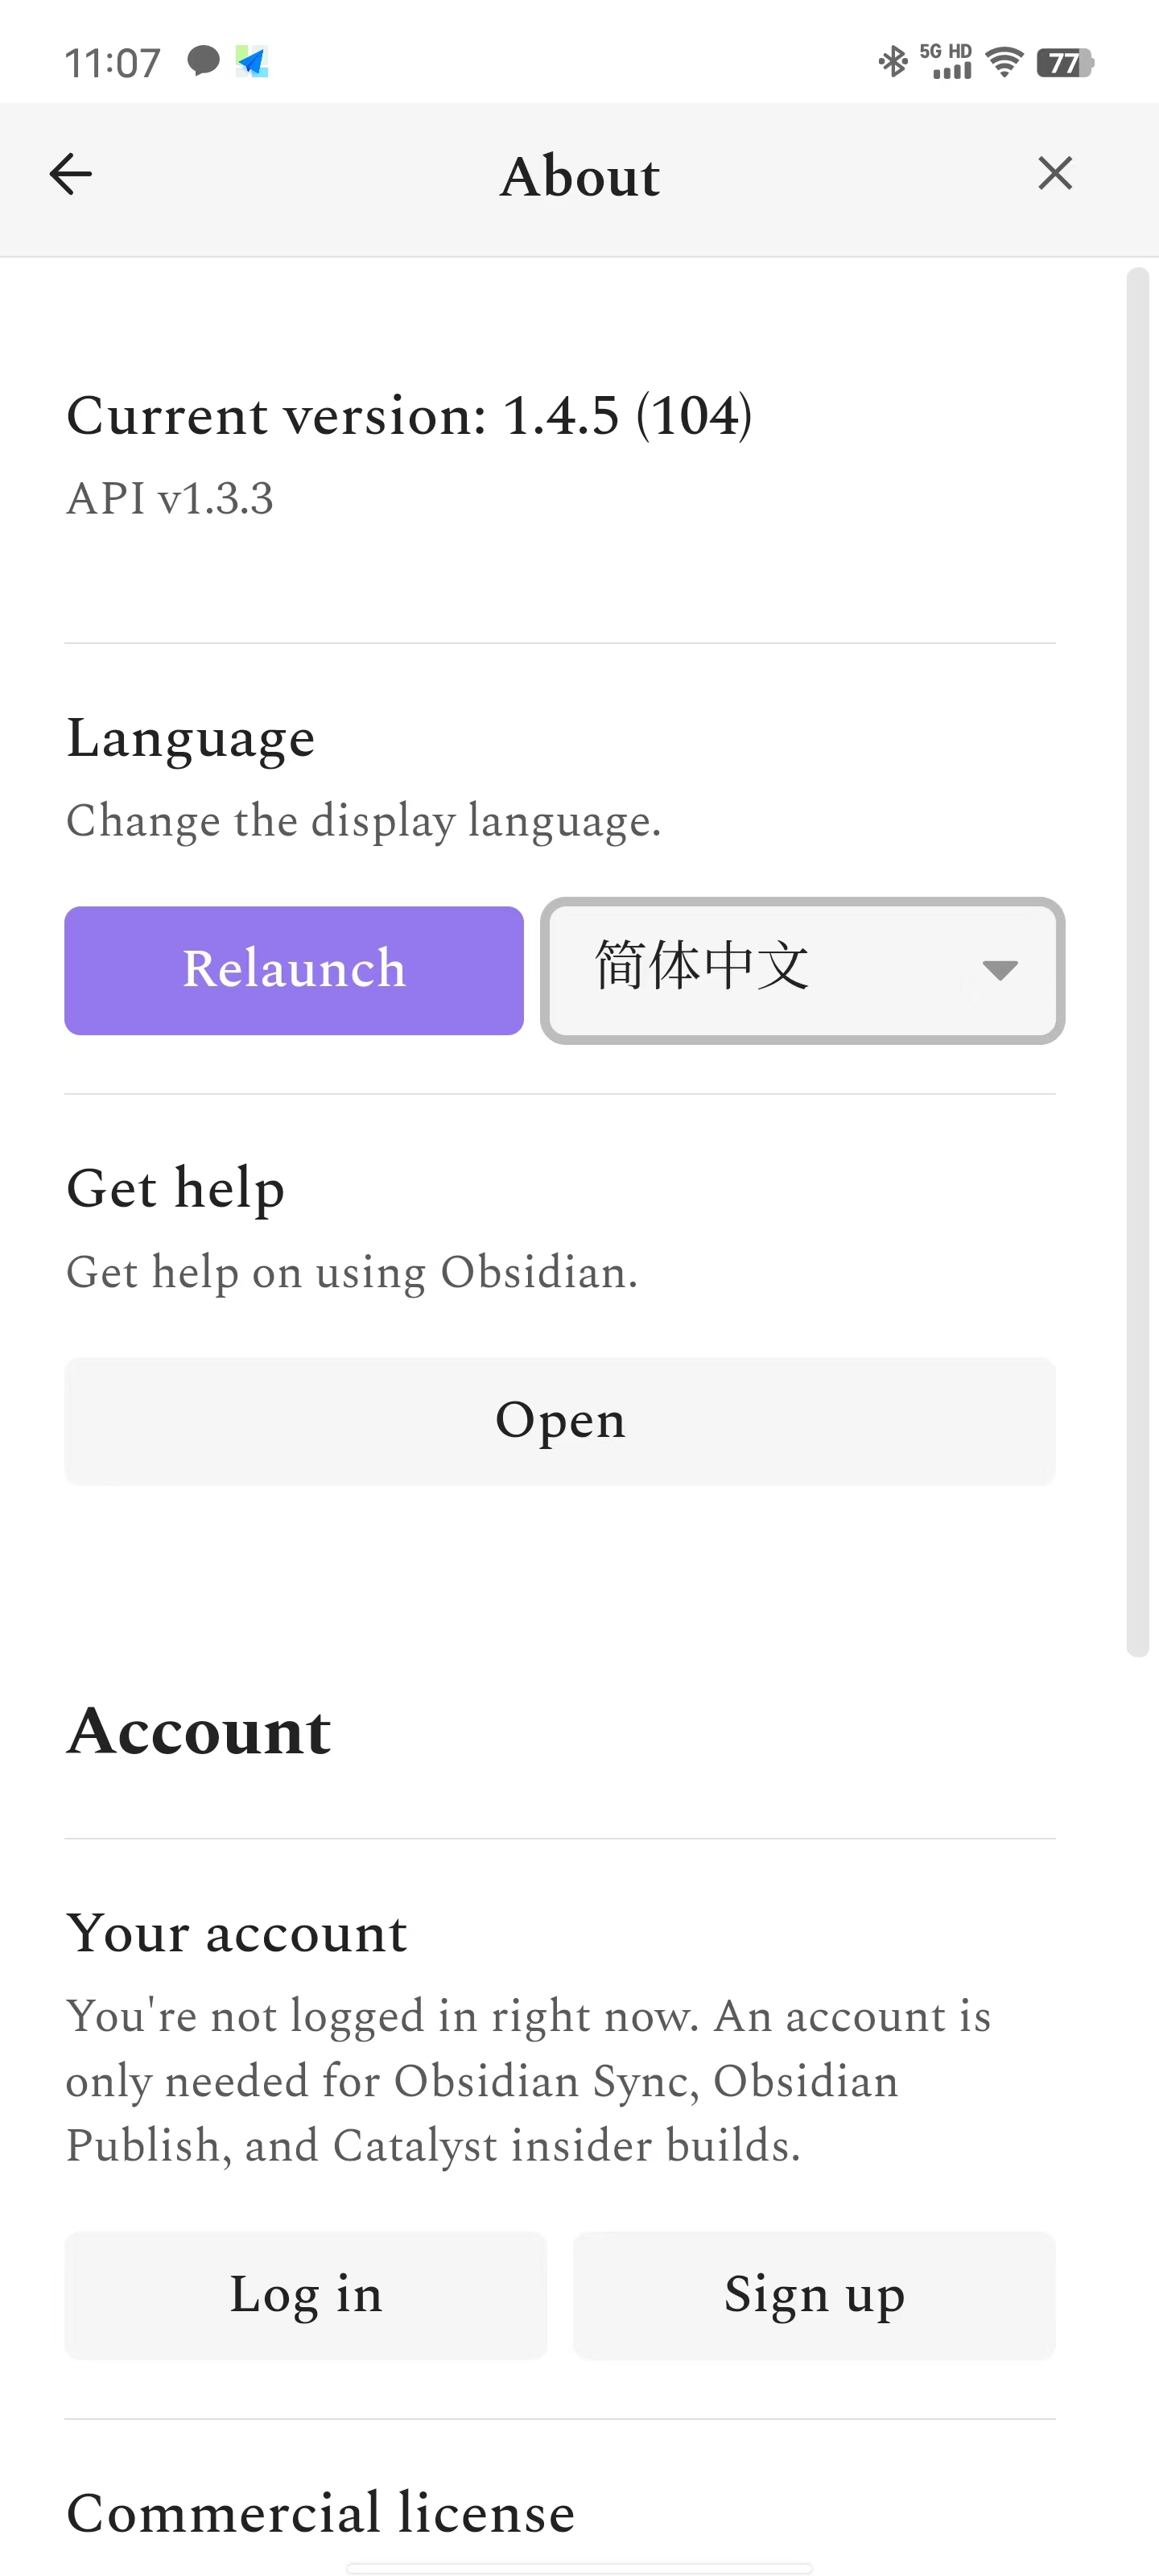 11:07
5G HD
77
About
Current version: 1.4.5 (104)
API v1.3.3
Language
Change the display language.
Relaunch
简体中文
Get help
Get help on using Obsidian.
Open
Account
Your account
You're not logged in right now. An account is
only needed for Obsidian Sync, Obsidian
Publish, and Catalyst insider builds.
Log in
Sign up
Commercial license